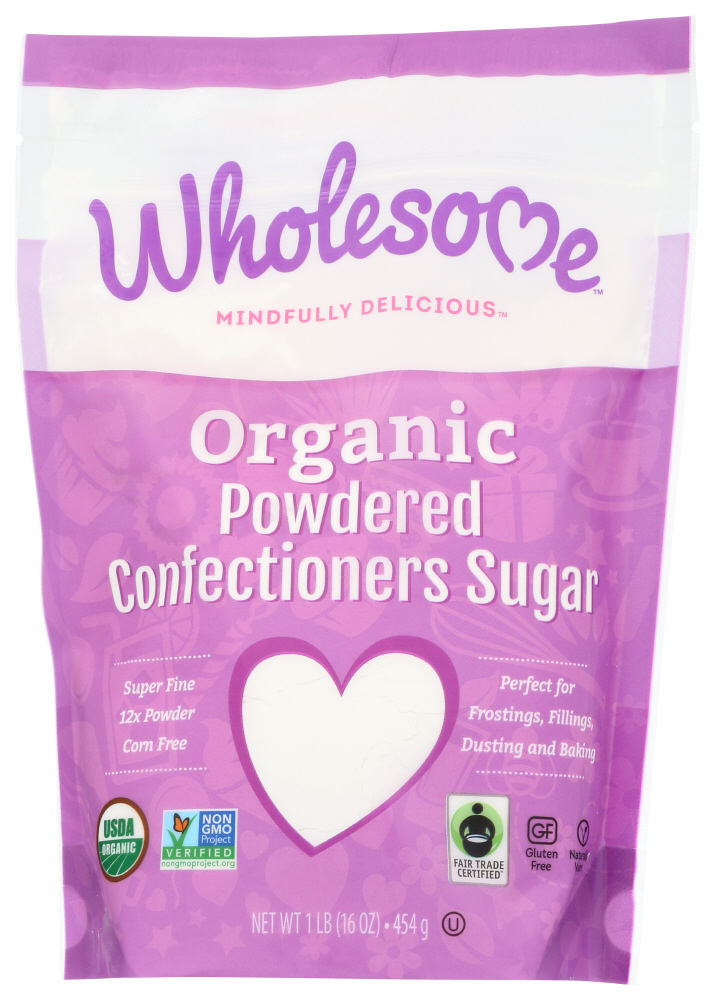 Wholesome™
MINDFULLY DELICIOUS™
Organic
Powdered
Confectioners Sugar
Super Fine
12x Powder
Corn Free
Perfect for
Frostings, Fillings,
Dusting and Baking
USDA
ORGANIC
NON
GMO
Project
VERIFIED
nongmoproject.org
FAIR TRADE
CERTIFIED™
GF
Gluten
Free
V
NET WT 1 LB (16 OZ) • 454 g
U